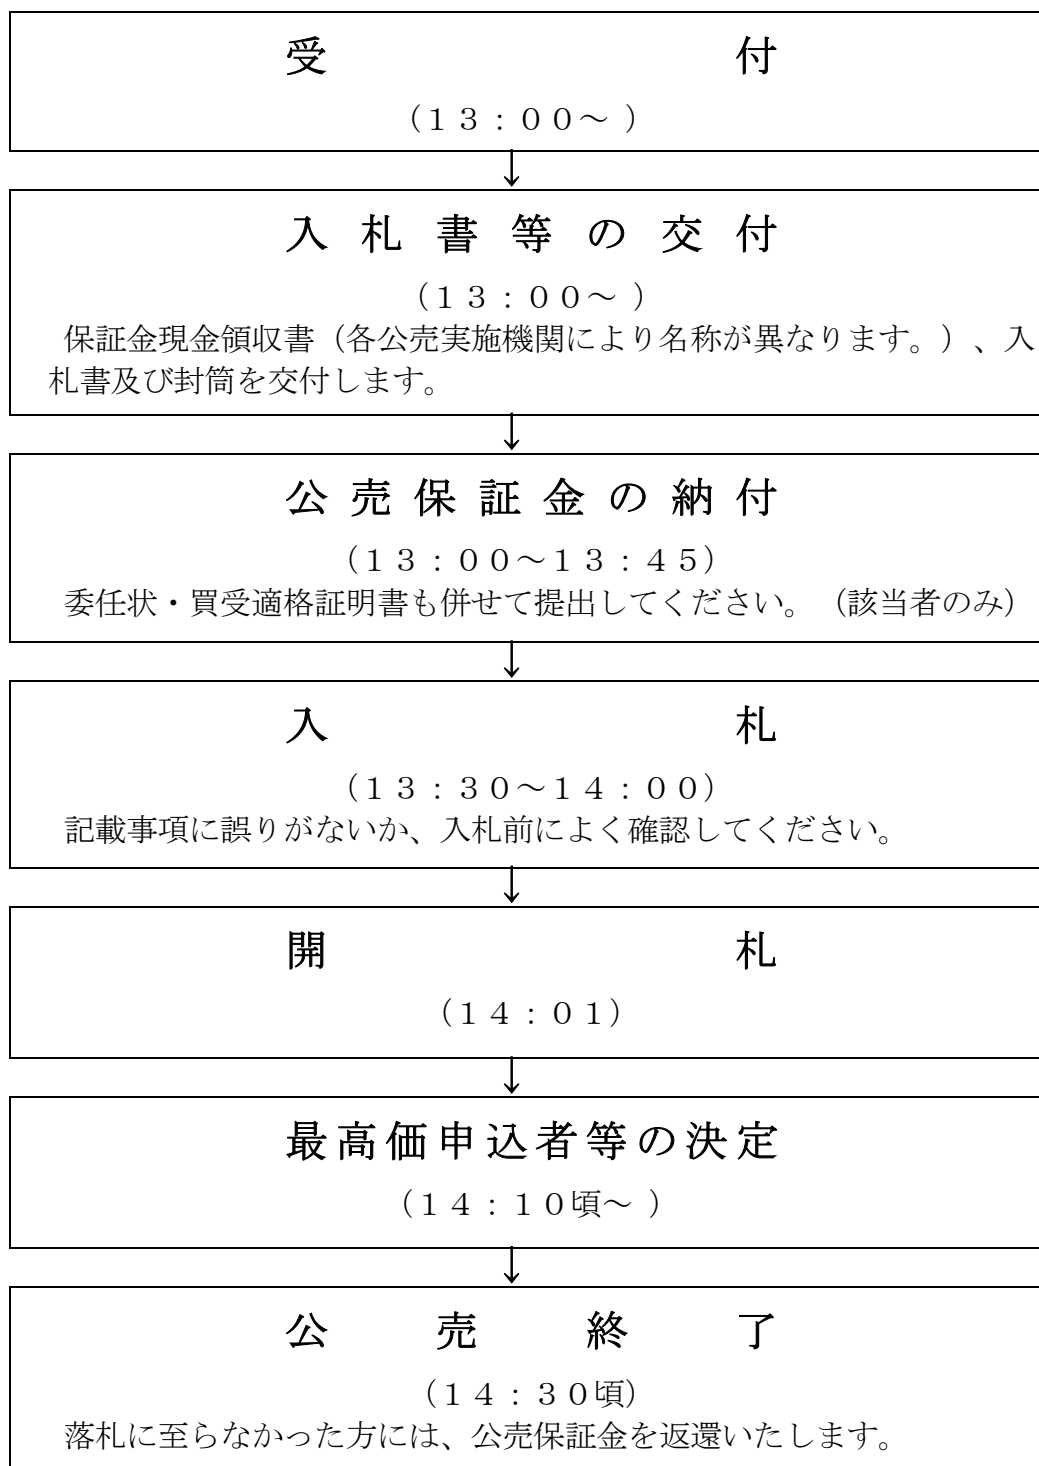 受付
（１３：００～ ）
入札書等の交付
（１３：００～ ）
保証金現金領収書（各公売実施機関により名称が異なります。）、入
札書及び封筒を交付します。
公売保証金の納付
（１３：００～１３：４５）
委任状・買受適格証明書も併せて提出してください。（該当者のみ）
入札
（１３：３０～１４：００）
記載事項に誤りがないか、入札前によく確認してください。
開札
（１４：０１）
最高価申込者等の決定
（１４：１０頃～ ）
公売終了
（１４：３０頃）
落札に至らなかった方には、公売保証金を返還いたします。